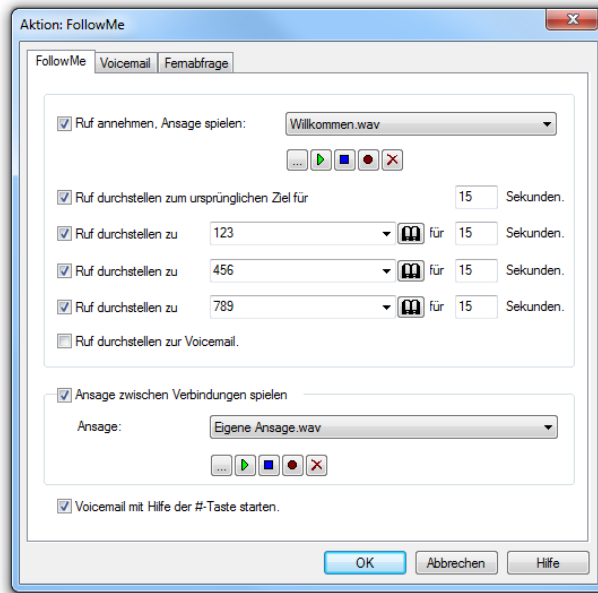 Aktion: FollowMe
FollowMe Voicemail Fernabfrage
Ruf annehmen, Ansage spielen: Willkommen.wav
...
Ruf durchstellen zum ursprünglichen Ziel für 15 Sekunden.
Ruf durchstellen zu 123 für 15 Sekunden.
Ruf durchstellen zu 456 für 15 Sekunden.
Ruf durchstellen zu 789 für 15 Sekunden.
Ruf durchstellen zur Voicemail.
Ansage zwischen Verbindungen spielen
Ansage: Eigene Ansage.wav
...
Voicemail mit Hilfe der #-Taste starten.
OK Abbrechen Hilfe